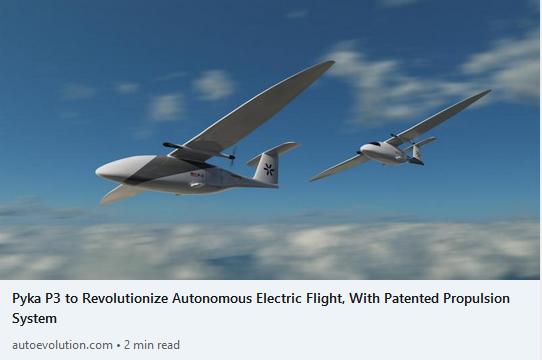 Pyka P3 to Revolutionize Autonomous Electric Flight, With Patented Propulsion
System
autoevolution.com • 2 min read